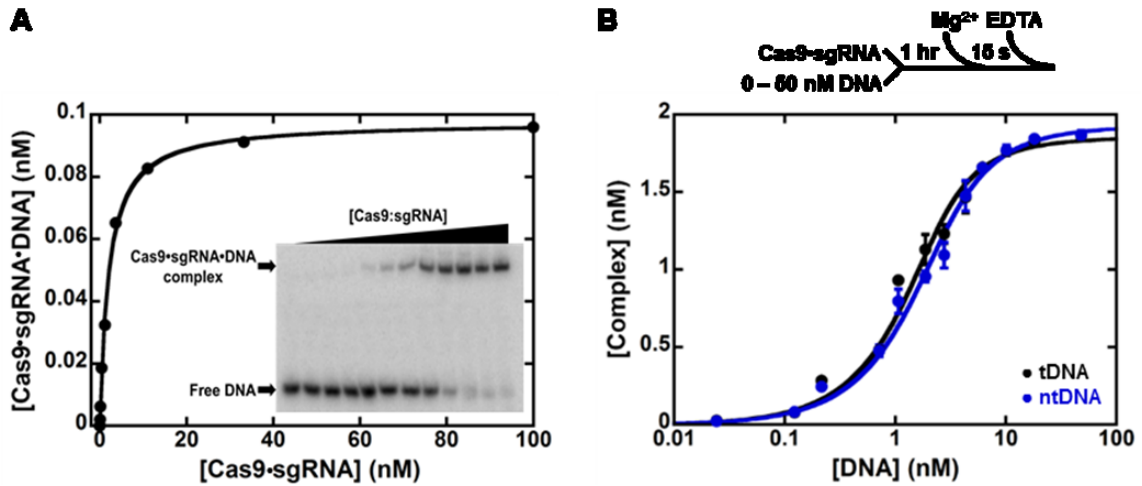 A
[Cas9•sgRNA•DNA] (nM)
0.1
0.08
0.06
0.04
0.02
0
0 20 40 60 80 100
[Cas9•sgRNA] (nM)
[Cas9:sgRNA]
Cas9•sgRNA•DNA
complex
Free DNA
B
Mg²⁺ EDTA
Cas9•sgRNA 1 hr 15 s
0 – 50 nM DNA
[Complex] (nM)
2
1.5
1
0.5
0
0.01 0.1 1 10 100
[DNA] (nM)
tDNA
ntDNA